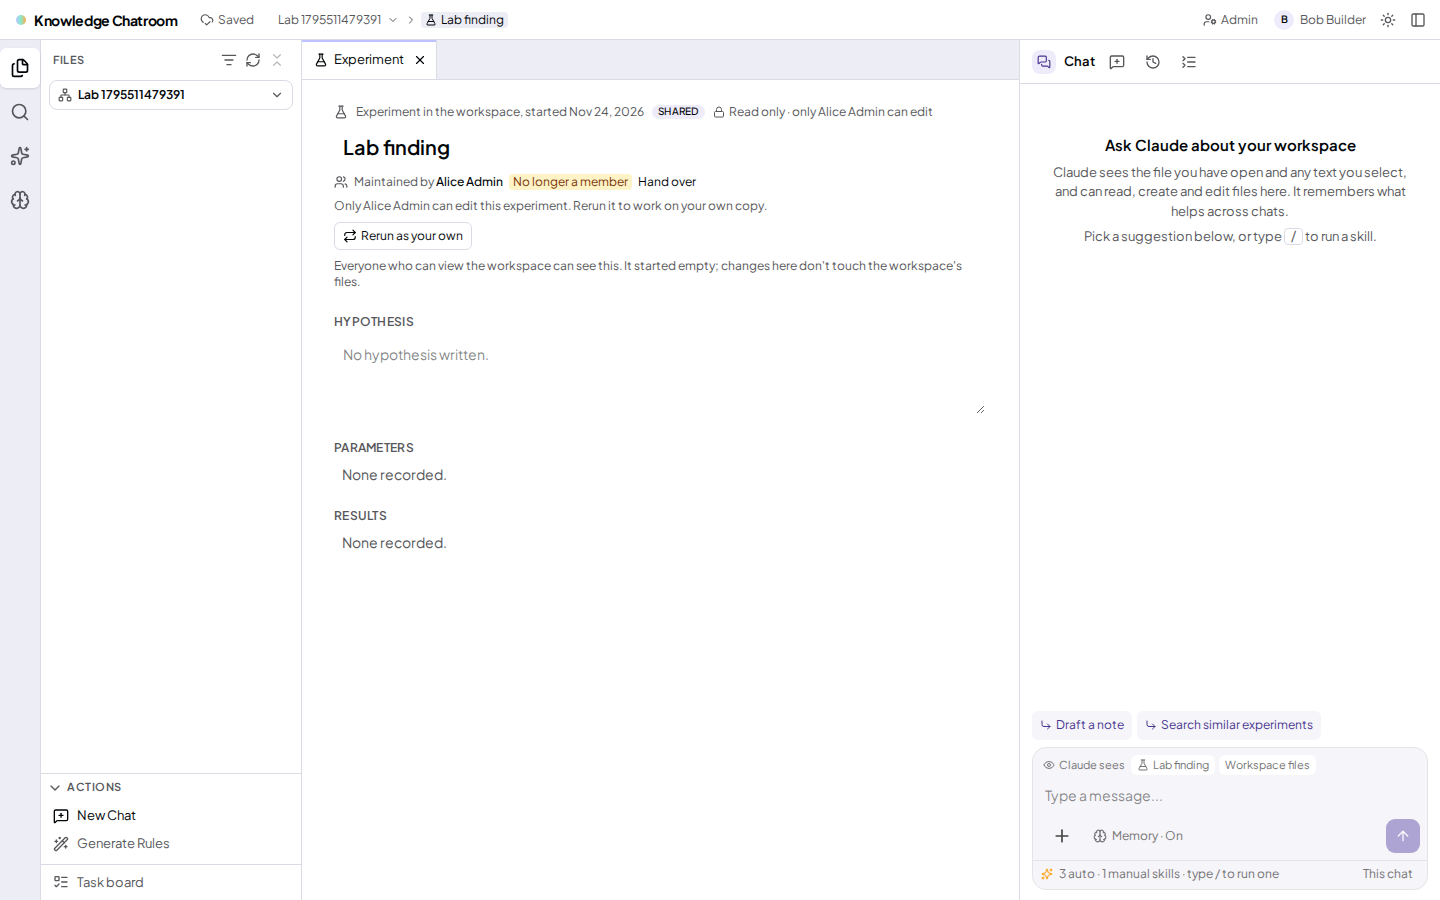 Knowledge Chatroom
Saved
Lab 1795511479391
Lab finding
Admin
B
Bob Builder
FILES
Lab 1795511479391
ACTIONS
New Chat
Generate Rules
Task board
Experiment
Experiment in the workspace, started Nov 24, 2026 SHARED Read only · only Alice Admin can edit
Lab finding
Maintained by Alice Admin No longer a member Hand over
Only Alice Admin can edit this experiment. Rerun it to work on your own copy.
Rerun as your own
Everyone who can view the workspace can see this. It started empty; changes here don't touch the workspace's
files.
HYPOTHESIS
No hypothesis written.
PARAMETERS
None recorded.
RESULTS
None recorded.
Chat
Ask Claude about your workspace
Claude sees the file you have open and any text you select,
and can read, create and edit files here. It remembers what
helps across chats.
Pick a suggestion below, or type / to run a skill.
Draft a note
Search similar experiments
Claude sees Lab finding Workspace files
Type a message...
Memory · On
3 auto · 1 manual skills · type / to run one
This chat